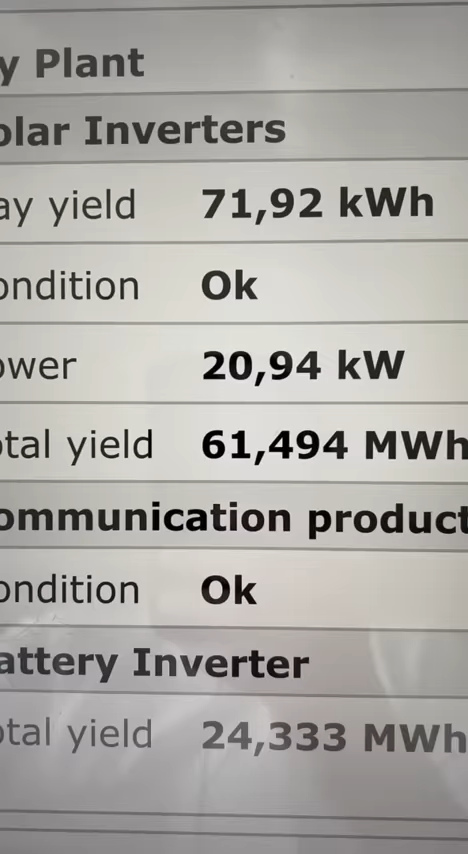 y Plant
olar Inverters
ay yield 71,92 kWh
ondition Ok
ower 20,94 kW
otal yield 61,494 MWh
ommunication product
ondition Ok
attery Inverter
otal yield 24,333 MWh